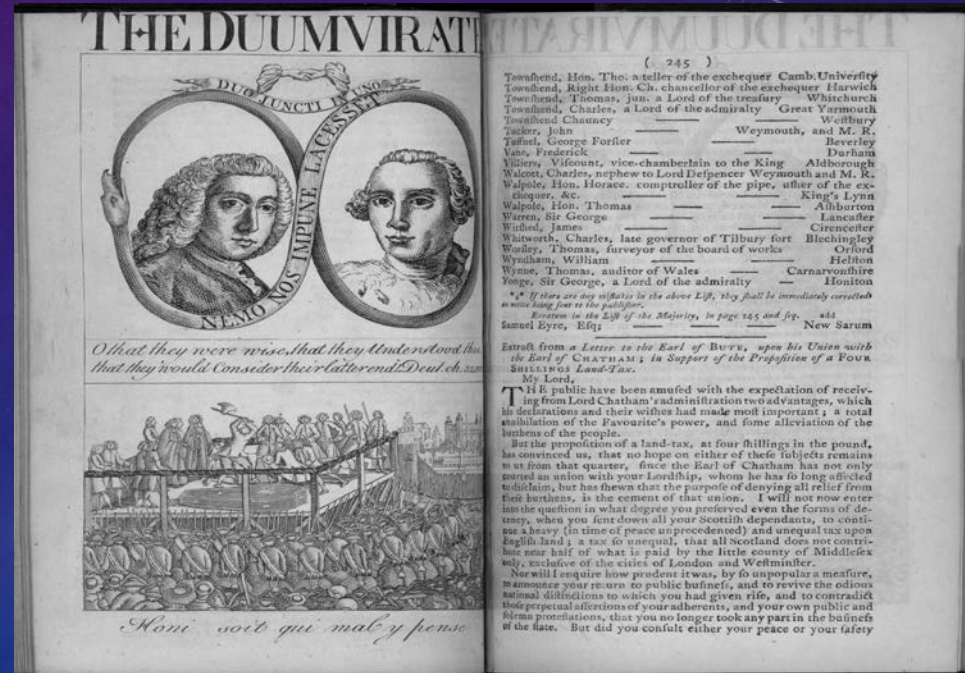 THE DUUMVIRATE
DUO JUNCTI IN UNO
NEMO NOS IMPUNE LACESSET
O that they were wise, that they Understood this
that they would Consider their latter end! Deut. ch.
Honi soit qui mal y pense
( 245 )
Townſhend, Hon. Tho. a teller of the exchequer Camb. Univerſity
Townſhend, Right Hon. Ch. chancellor of the exchequer Harwich
Townſhend, Thomas, jun. a Lord of the treaſury Whitchurch
Townſhend, Charles, a Lord of the admiralty Great Yarmouth
Townſhend Chauncy —— —— Weſtbury
Tucker, John —— Weymouth, and M. R.
Tuffnel, George Forſter —— Beverley
Vane, Frederick — — Durham
Villiers, Viſcount, vice-chamberlain to the King Aldborough
Walcott, Charles, nephew to Lord Deſpencer Weymouth and M. R.
Walpole, Hon. Horace. comptroller of the pipe, uſher of the ex-
chequer, &c. —— —— King's Lynn
Walpole, Hon. Thomas — — Aſhburton
Warren, Sir George —— —— Lancaſter
Whitſhed, James —— —— Cirenceſter
Whitworth, Charles, late governor of Tilbury fort Blechingley
Worſley, Thomas, ſurveyor of the board of works Orford
Wyndham, William —— —— Helſton
Wynne, Thomas, auditor of Wales —— Carnarvonſhire
Yonge, Sir George, a Lord of the admiralty — Honiton
*** If there are any miſtakes in the above Liſt, they ſhall be immediately corrected
on notice being ſent to the publiſher.
Erratum in the Liſt of the Majority, in page 245 and ſeq. add
Samuel Eyre, Eſq; —— —— —— New Sarum
Extract from a Letter to the Earl of BUTE, upon his Union with
the Earl of CHATHAM; in Support of the Propoſition of a FOUR
SHILLINGS Land-Tax.
My Lord,
THE public have been amuſed with the expectation of receiv-
ing from Lord Chatham's adminiſtration two advantages, which
his declarations and their wiſhes had made moſt important; a total
annihilation of the Favourite's power, and ſome alleviation of the
burthens of the people.
But the propoſition of a land-tax, at four ſhillings in the pound,
has convinced us, that no hope on either of theſe ſubjects remains
to us from that quarter, ſince the Earl of Chatham has not only
courted an union with your Lordſhip, whom he has ſo long affected
to diſclaim, but has ſhewn that the purpoſe of denying all relief from
theſe burthens, is the cement of that union. I will not now enter
into the queſtion in what degree you preſerved even the forms of de-
cency, when you ſent down all your Scottiſh dependants, to conti-
nue a heavy (in time of peace unprecedented) and unequal tax upon
Engliſh land; a tax ſo unequal, that all Scotland does not contri-
bute near half of what is paid by the little county of Middleſex
only, excluſive of the cities of London and Weſtminſter.
Nor will I enquire how prudent it was, by ſo unpopular a meaſure,
to announce your return to public buſineſs, and to revive the odious
national diſtinctions to which you had given riſe, and to contradict
thoſe perpetual aſſertions of your adherents, and your own public and
ſolemn proteſtations, that you no longer took any part in the buſineſs
of the ſtate. But did you conſult either your peace or your ſafety